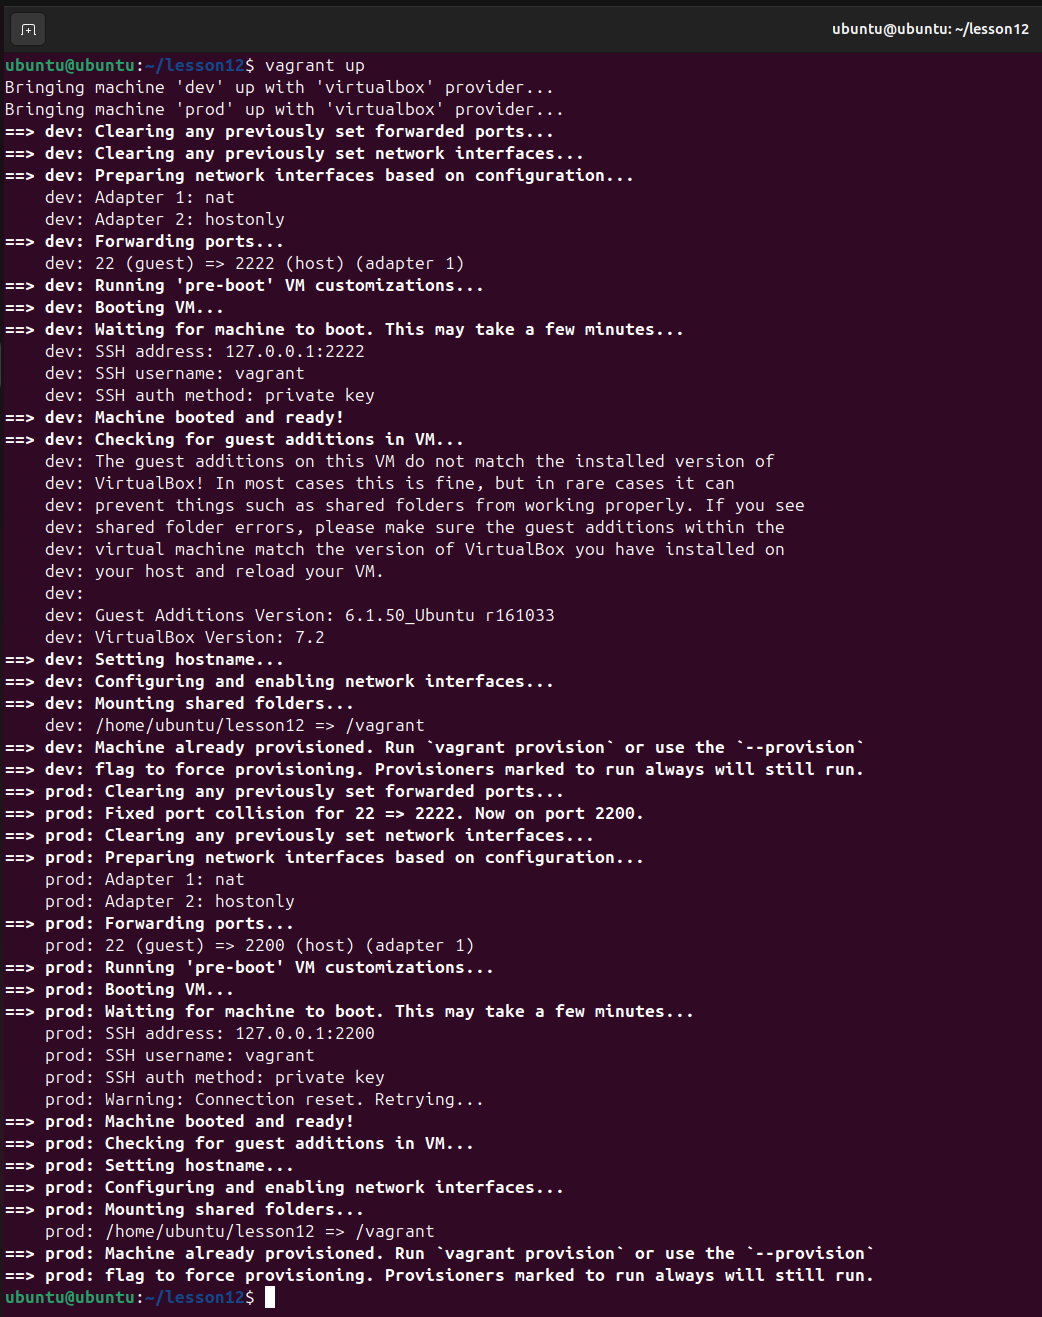 ubuntu@ubuntu: ~/lesson12
ubuntu@ubuntu:~/lesson12$ vagrant up
Bringing machine 'dev' up with 'virtualbox' provider...
Bringing machine 'prod' up with 'virtualbox' provider...
==> dev: Clearing any previously set forwarded ports...
==> dev: Clearing any previously set network interfaces...
==> dev: Preparing network interfaces based on configuration...
    dev: Adapter 1: nat
    dev: Adapter 2: hostonly
==> dev: Forwarding ports...
    dev: 22 (guest) => 2222 (host) (adapter 1)
==> dev: Running 'pre-boot' VM customizations...
==> dev: Booting VM...
==> dev: Waiting for machine to boot. This may take a few minutes...
    dev: SSH address: 127.0.0.1:2222
    dev: SSH username: vagrant
    dev: SSH auth method: private key
==> dev: Machine booted and ready!
==> dev: Checking for guest additions in VM...
    dev: The guest additions on this VM do not match the installed version of
    dev: VirtualBox! In most cases this is fine, but in rare cases it can
    dev: prevent things such as shared folders from working properly. If you see
    dev: shared folder errors, please make sure the guest additions within the
    dev: virtual machine match the version of VirtualBox you have installed on
    dev: your host and reload your VM.
    dev:
    dev: Guest Additions Version: 6.1.50_Ubuntu r161033
    dev: VirtualBox Version: 7.2
==> dev: Setting hostname...
==> dev: Configuring and enabling network interfaces...
==> dev: Mounting shared folders...
    dev: /home/ubuntu/lesson12 => /vagrant
==> dev: Machine already provisioned. Run `vagrant provision` or use the `--provision`
==> dev: flag to force provisioning. Provisioners marked to run always will still run.
==> prod: Clearing any previously set forwarded ports...
==> prod: Fixed port collision for 22 => 2222. Now on port 2200.
==> prod: Clearing any previously set network interfaces...
==> prod: Preparing network interfaces based on configuration...
    prod: Adapter 1: nat
    prod: Adapter 2: hostonly
==> prod: Forwarding ports...
    prod: 22 (guest) => 2200 (host) (adapter 1)
==> prod: Running 'pre-boot' VM customizations...
==> prod: Booting VM...
==> prod: Waiting for machine to boot. This may take a few minutes...
    prod: SSH address: 127.0.0.1:2200
    prod: SSH username: vagrant
    prod: SSH auth method: private key
    prod: Warning: Connection reset. Retrying...
==> prod: Machine booted and ready!
==> prod: Checking for guest additions in VM...
==> prod: Setting hostname...
==> prod: Configuring and enabling network interfaces...
==> prod: Mounting shared folders...
    prod: /home/ubuntu/lesson12 => /vagrant
==> prod: Machine already provisioned. Run `vagrant provision` or use the `--provision`
==> prod: flag to force provisioning. Provisioners marked to run always will still run.
ubuntu@ubuntu:~/lesson12$